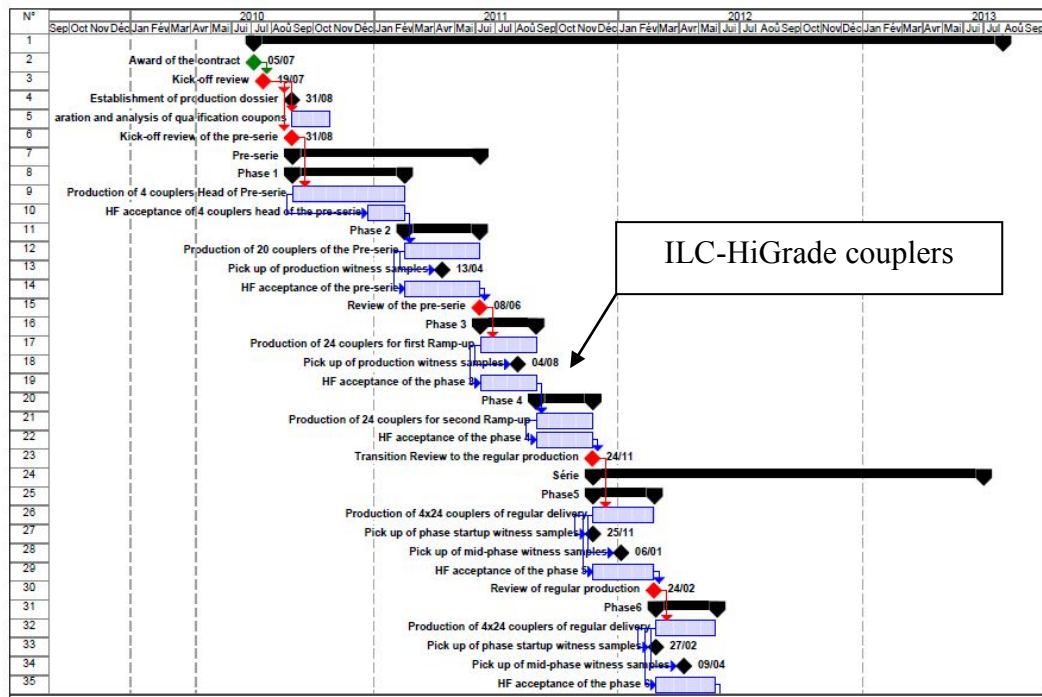 N°
2010 2011 2012 2013
Sep Oct Nov Déc Jan Fév Mar Avr Mai Jui Jul Aoû Sep Oct Nov Déc Jan Fév Mar Avr Mai Jui Jul Aoû Sep Oct Nov Déc Jan Fév Mar Avr Mai Jui Jul Aoû Sep Oct Nov Déc Jan Fév Mar Avr Mai Jui Jul Aoû Sep
1
2 Award of the contract 05/07
3 Kick-off review 19/07
4 Establishment of production dossier 31/08
5 aration and analysis of qualification coupons
6 Kick-off review of the pre-serie 31/08
7 Pre-serie
8 Phase 1
9 Production of 4 couplers Head of Pre-serie
10 HF acceptance of 4 couplers head of the pre-serie
11 Phase 2
12 Production of 20 couplers of the Pre-serie
ILC-HiGrade couplers
13 Pick up of production witness samples 13/04
14 HF acceptance of the pre-serie
15 Review of the pre-serie 08/06
16 Phase 3
17 Production of 24 couplers for first Ramp-up
18 Pick up of production witness samples 04/08
19 HF acceptance of the phase 3
20 Phase 4
21 Production of 24 couplers for second Ramp-up
22 HF acceptance of the phase 4
23 Transition Review to the regular production 24/11
24 Série
25 Phase5
26 Production of 4x24 couplers of regular delivery
27 Pick up of phase startup witness samples 25/11
28 Pick up of mid-phase witness samples 06/01
29 HF acceptance of the phase 5
30 Review of regular production 24/02
31 Phase6
32 Production of 4x24 couplers of regular delivery
33 Pick up of phase startup witness samples 27/02
34 Pick up of mid-phase witness samples 09/04
35 HF acceptance of the phase 6